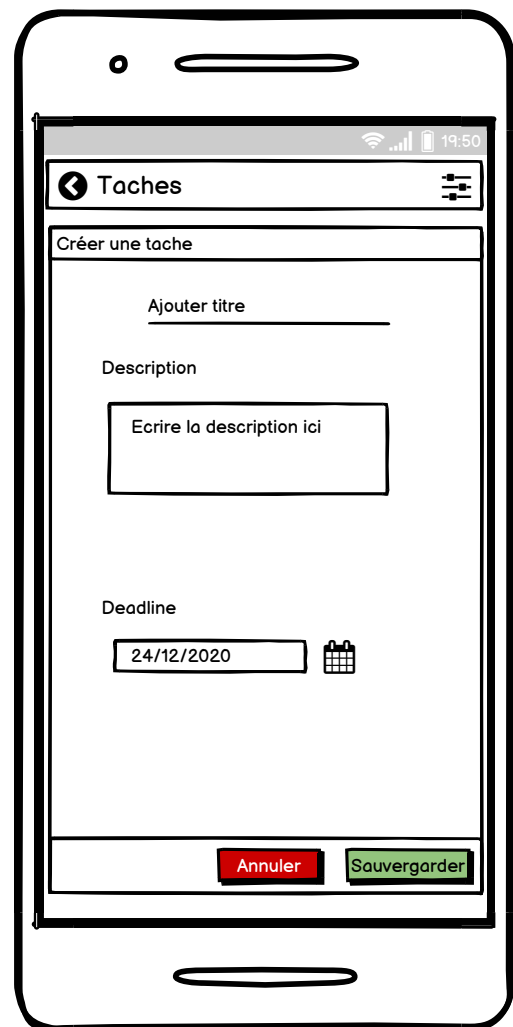 19:50
Taches
Créer une tache
Ajouter titre
Description
Ecrire la description ici
Deadline
24/12/2020
Annuler
Sauvergarder